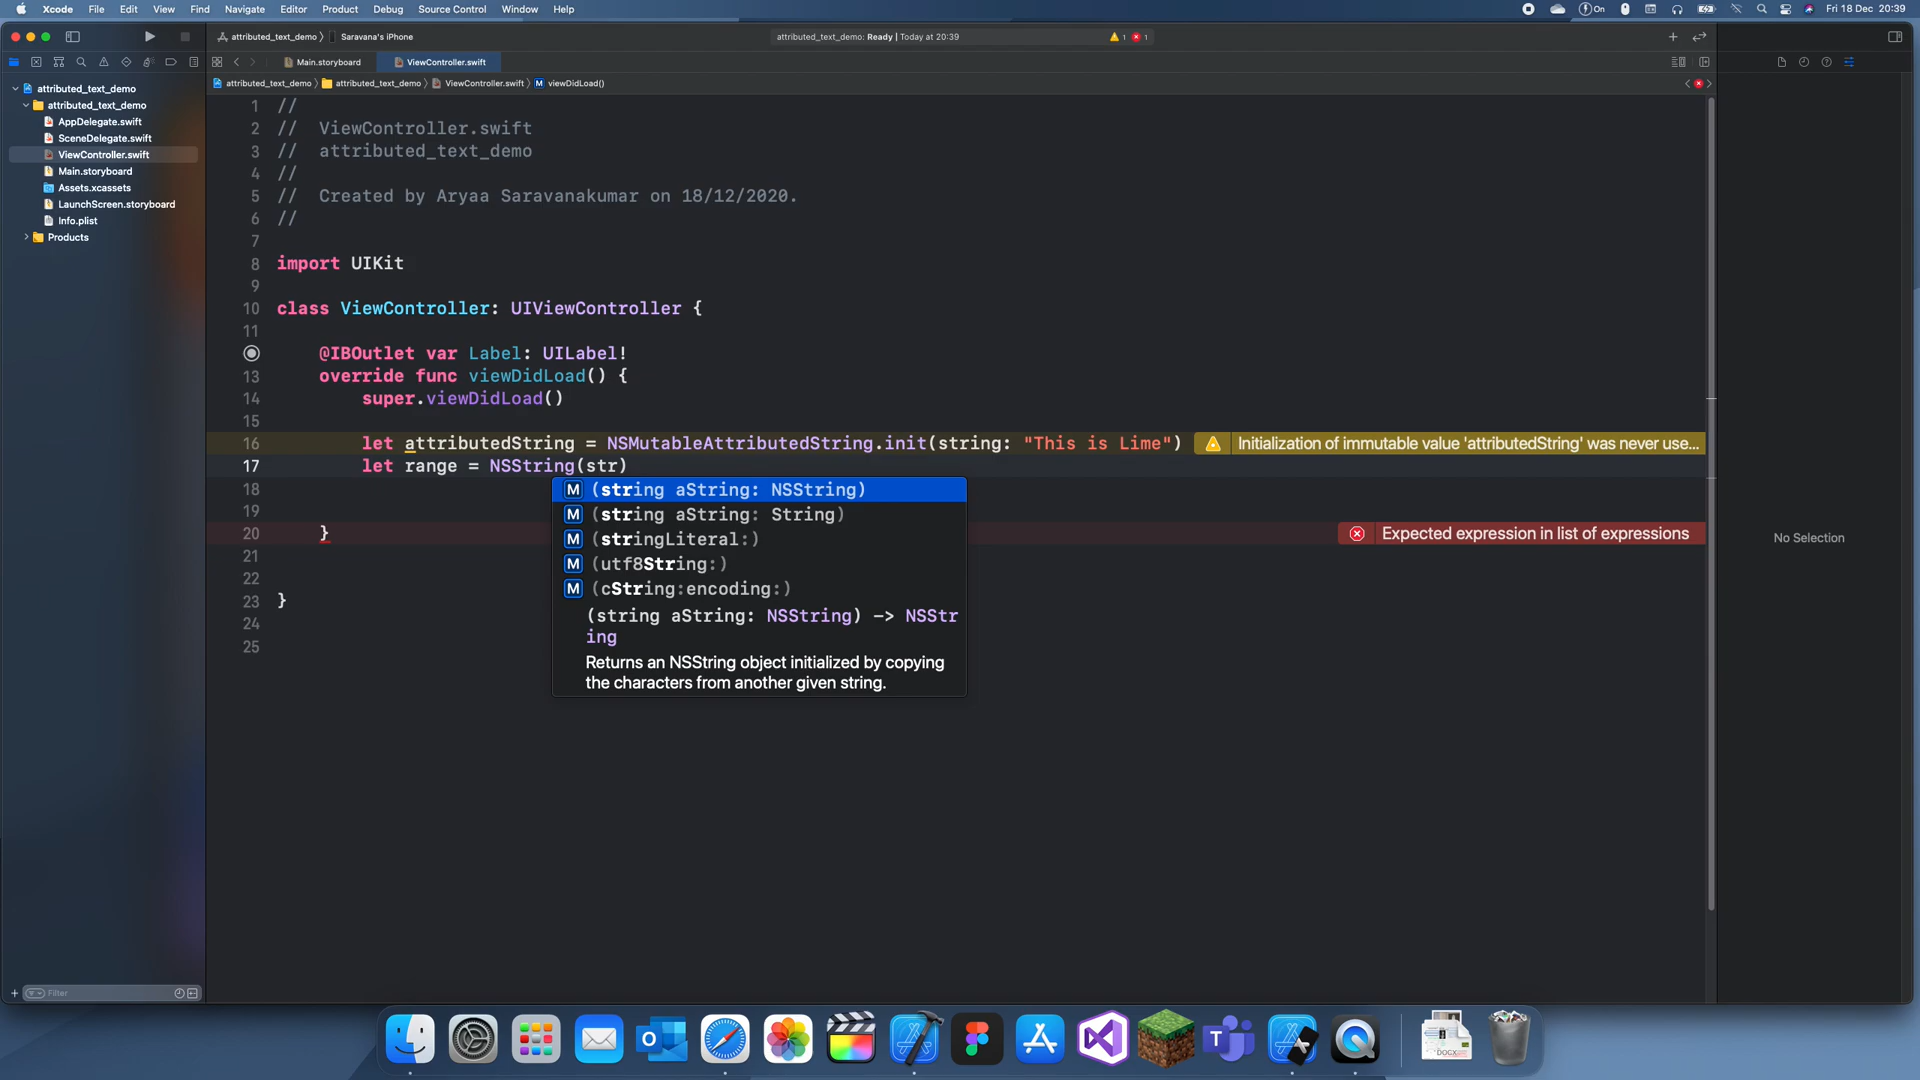 Xcode File Edit View Find Navigate Editor Product Debug Source Control Window Help
On
Fri 18 Dec 20:39
attributed_text_demo 〉 Saravana's iPhone
attributed_text_demo: Ready | Today at 20:39
1
1
Main.storyboard
ViewController.swift
attributed_text_demo 〉 attributed_text_demo 〉 ViewController.swift 〉 M viewDidLoad()
attributed_text_demo
attributed_text_demo
AppDelegate.swift
SceneDelegate.swift
ViewController.swift
Main.storyboard
Assets.xcassets
LaunchScreen.storyboard
Info.plist
Products
Filter
1 //
2 //  ViewController.swift
3 //  attributed_text_demo
4 //
5 //  Created by Aryaa Saravanakumar on 18/12/2020.
6 //
7
8 import UIKit
9
10 class ViewController: UIViewController {
11
@IBOutlet var Label: UILabel!
13 override func viewDidLoad() {
14 super.viewDidLoad()
15
16 let attributedString = NSMutableAttributedString.init(string: "This is Lime") Initialization of immutable value 'attributedString' was never use...
17 let range = NSString(str)
18
19
20 } Expected expression in list of expressions
21
22
23 }
24
25
M (string aString: NSString)
M (string aString: String)
M (stringLiteral:)
M (utf8String:)
M (cString:encoding:)
(string aString: NSString) -> NSStr
ing
Returns an NSString object initialized by copying
the characters from another given string.
No Selection
DOCX